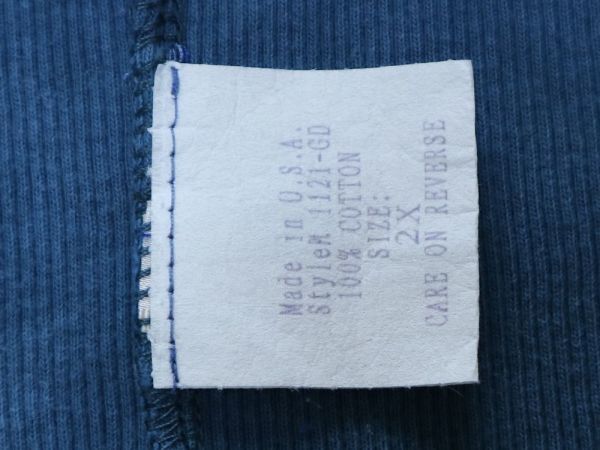 Made in U.S.A.
Style# 1121-GD
100% COTTON
SIZE:
2X
CARE ON REVERSE